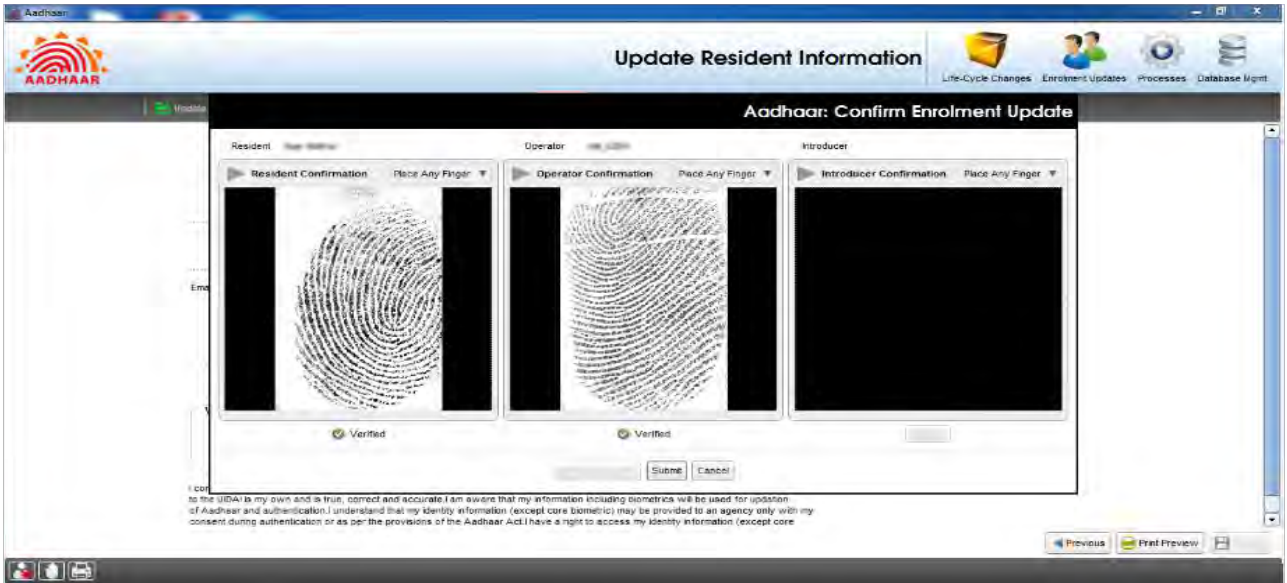 Aadhaar
AADHAAR
Update Resident Information
Life-Cycle Changes
Enrolment Updates
Processes
Database Mgmt
Update
Aadhaar: Confirm Enrolment Update
Resident
Operator
Introducer
Resident Confirmation Place Any Finger
Operator Confirmation Place Any Finger
Introducer Confirmation Place Any Finger
Ema
Verified
Verified
Submit Cancel
I con
to the UIDAI is my own and is true, correct and accurate.I am aware that my information including biometrics will be used for updation
of Aadhaar and authentication.I understand that my identity information (except core biometric) may be provided to an agency only with my
consent during authentication or as per the provisions of the Aadhaar Act.I have a right to access my identity information (except core
Previous Print Preview